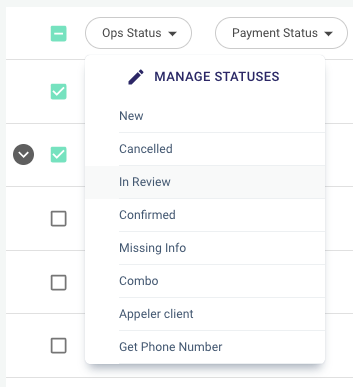 Ops Status
Payment Status
MANAGE STATUSES
New
Cancelled
In Review
Confirmed
Missing Info
Combo
Appeler client
Get Phone Number